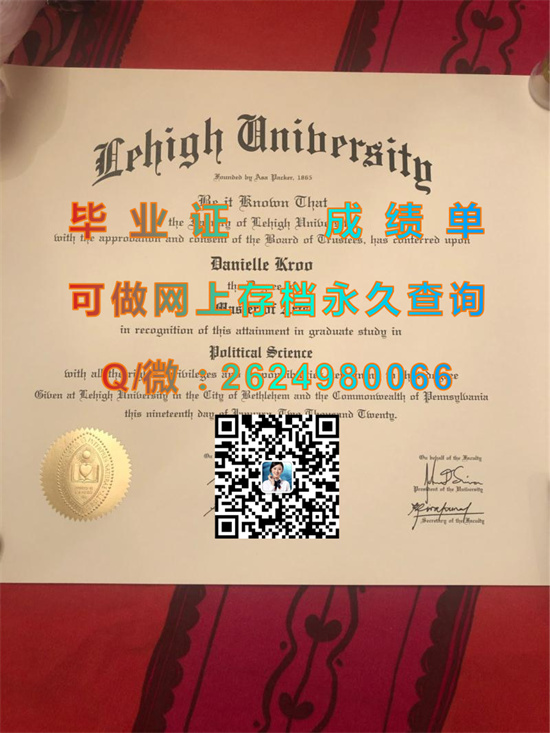 Lehigh University
Founded by Asa Packer, 1865
Be it Known That
毕业证 成绩单
the of Lehigh
with the approbation and consent of the Board of Trustees, has conferred upon
Danielle Kroo
可做网上存档永久查询
Master of
in recognition of this attainment in graduate study in
Political Science
with all the
Q/微:2624980066
Given at Lehigh University in the City of Bethlehem and the Commonwealth of Pennsylvania
this nineteenth day of January, Two Thousand Twenty.
On behalf of the Faculty
President of the University
Secretary of the Faculty